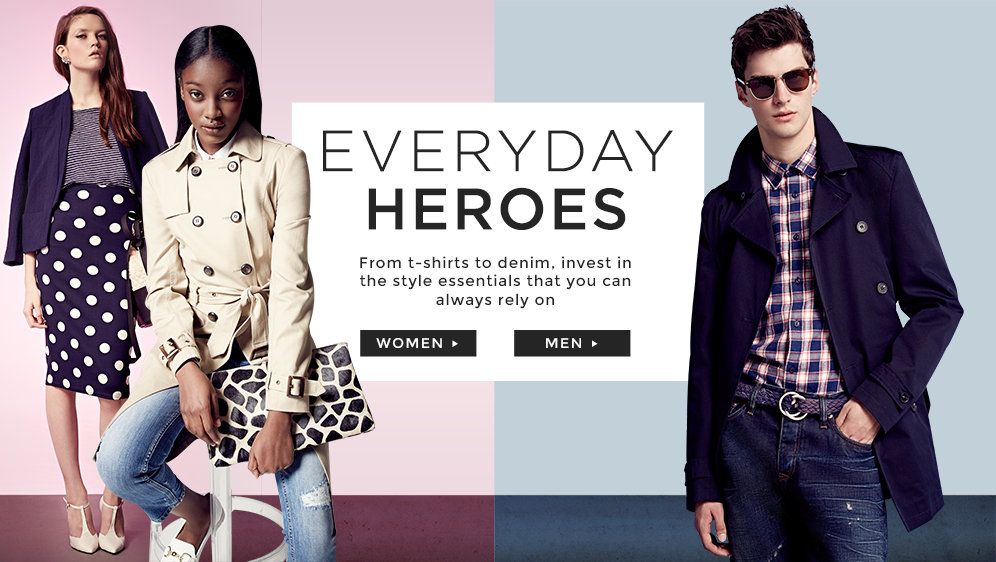 EVERYDAY
HEROES
From t-shirts to denim, invest in
the style essentials that you can
always rely on
WOMEN ▸
MEN ▸